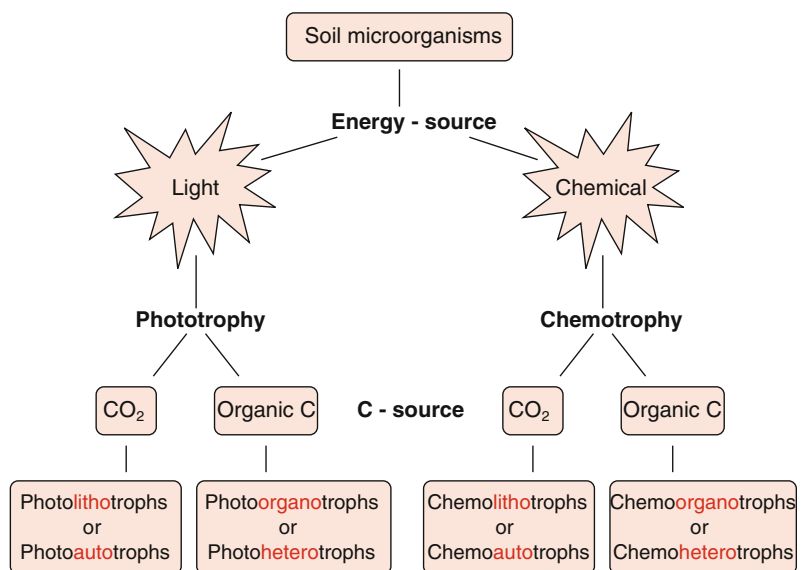 Soil microorganisms
Energy - source
Light
Chemical
Phototrophy
Chemotrophy
CO₂
Organic C
C - source
CO₂
Organic C
Photolithotrophs
or
Photoautotrophs
Photoorganotrophs
or
Photoheterotrophs
Chemolithotrophs
or
Chemoautotrophs
Chemoorganotrophs
or
Chemoheterotrophs